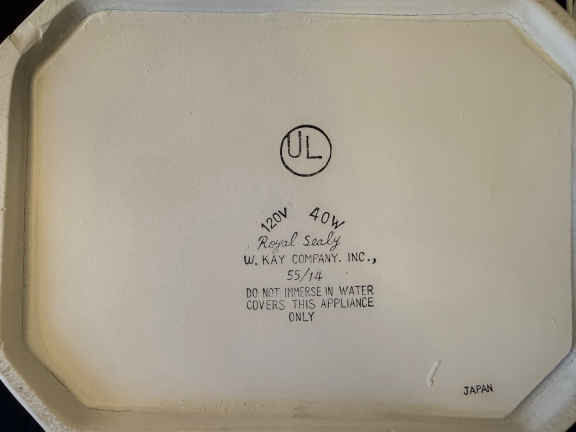 UL
120V 40W
Royal Sealy
W. KAY COMPANY. INC.,
55/14
DO NOT IMMERSE IN WATER
COVERS THIS APPLIANCE
ONLY
JAPAN